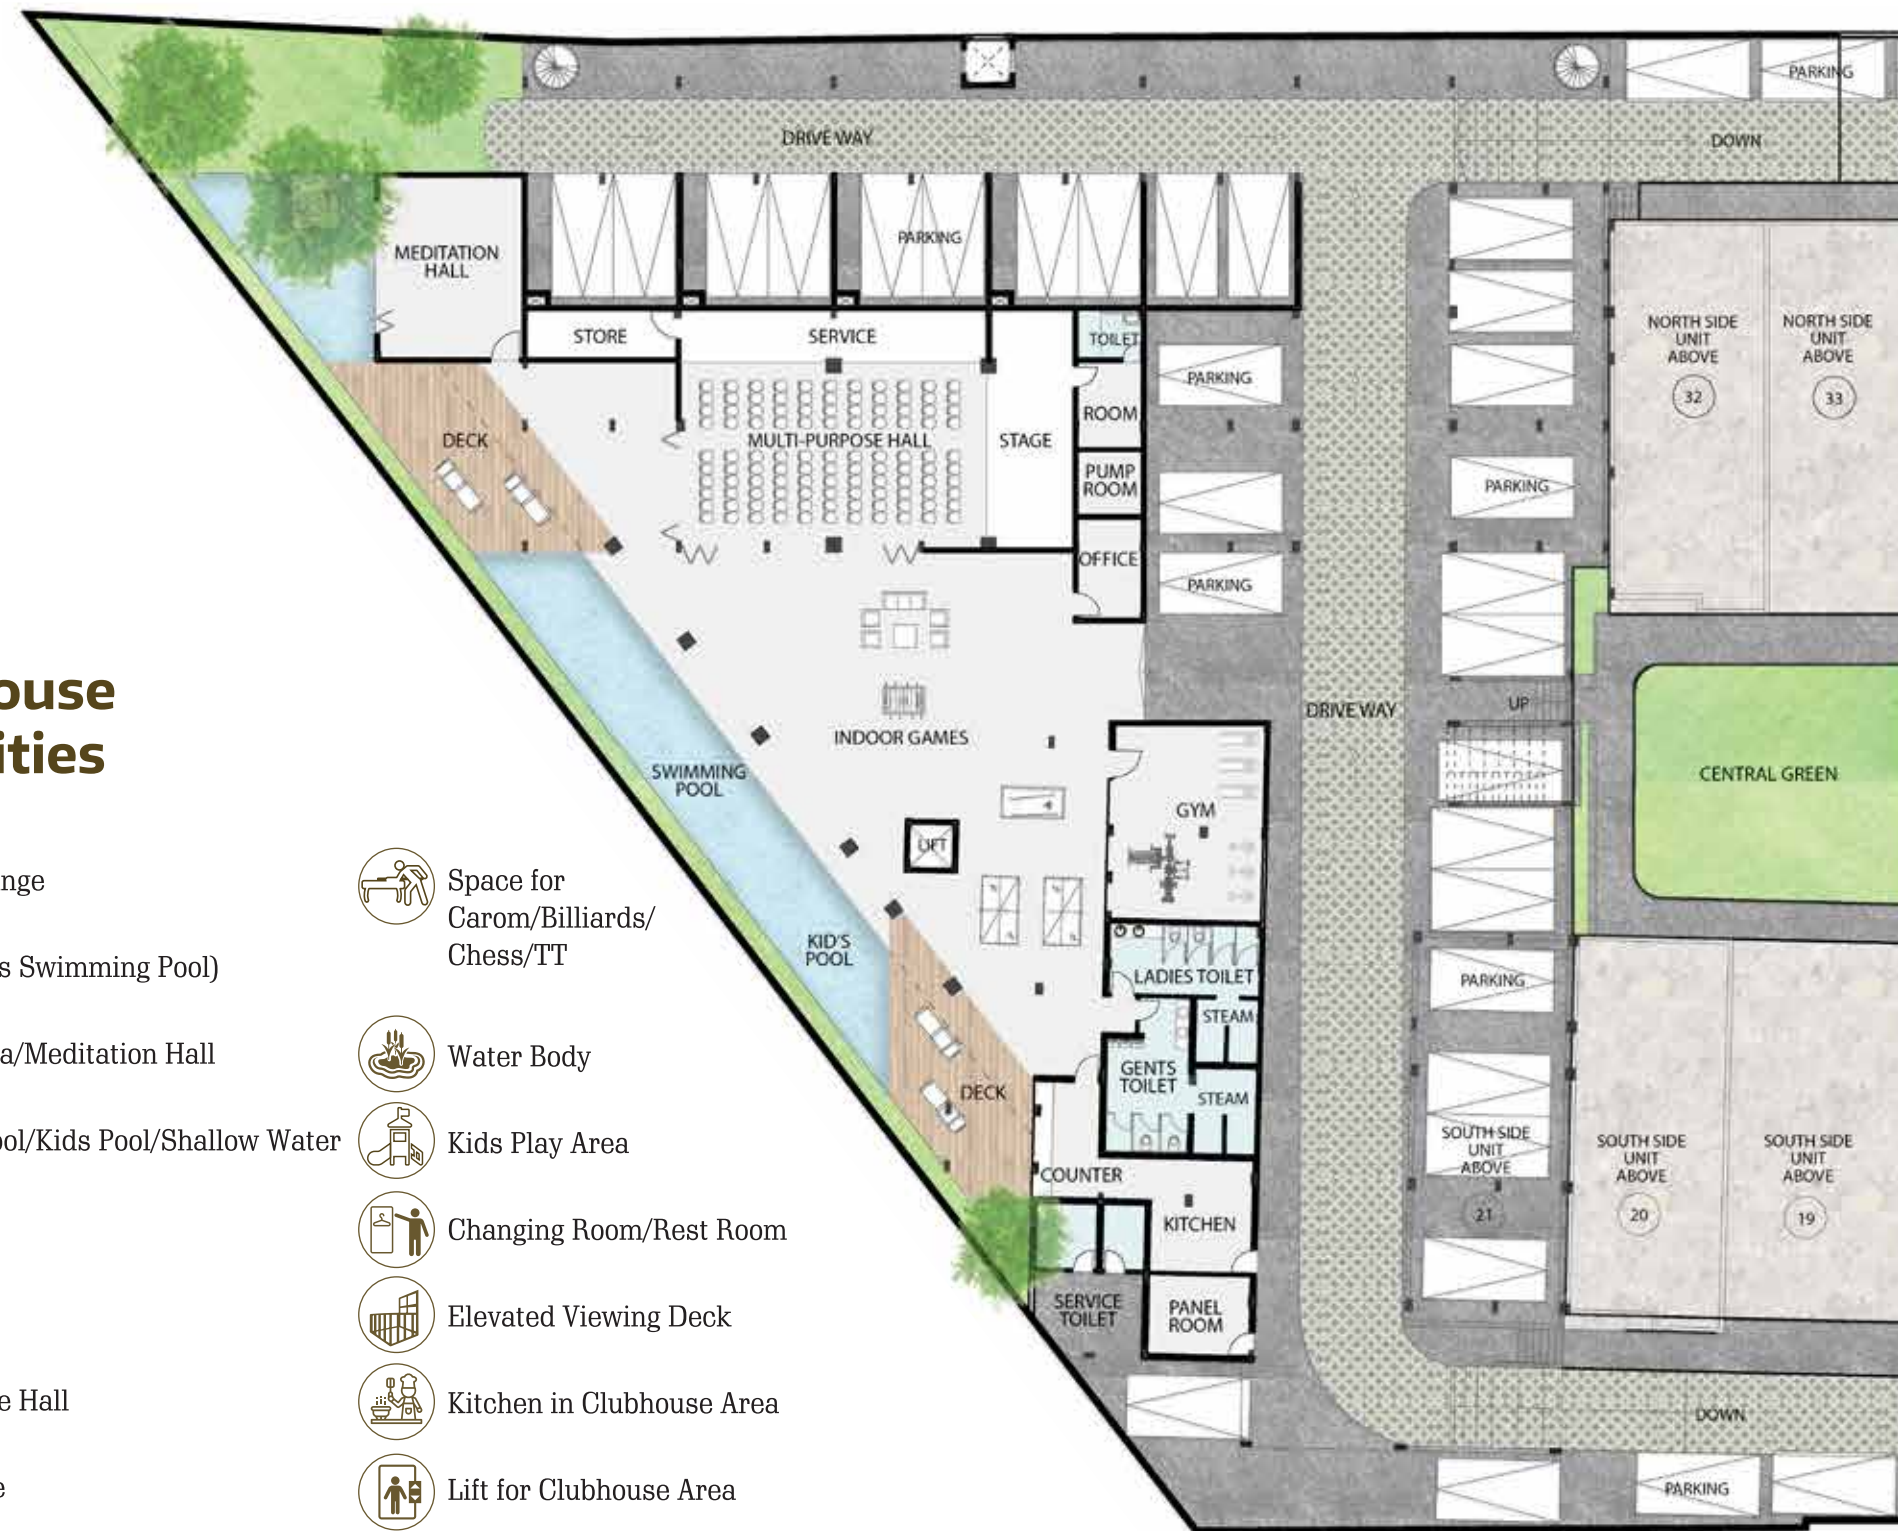 PARKING
DRIVE WAY
DOWN
MEDITATION
HALL
PARKING
STORE
SERVICE
TOILET
NORTH SIDE
UNIT
ABOVE
32
NORTH SIDE
UNIT
ABOVE
33
PARKING
ROOM
DECK
MULTI-PURPOSE HALL
STAGE
PUMP
ROOM
PARKING
OFFICE
PARKING
DRIVE WAY
UP
INDOOR GAMES
SWIMMING
POOL
CENTRAL GREEN
GYM
LIFT
KID'S
POOL
LADIES TOILET
PARKING
STEAM
GENTS
TOILET
STEAM
DECK
COUNTER
SOUTH SIDE
UNIT
ABOVE
21
SOUTH SIDE
UNIT
ABOVE
20
SOUTH SIDE
UNIT
ABOVE
19
KITCHEN
SERVICE
TOILET
PANEL
ROOM
DOWN
PARKING
ouse
ities
nge
s Swimming Pool)
a/Meditation Hall
ool/Kids Pool/Shallow Water
e Hall
e
Space for
Carom/Billiards/
Chess/TT
Water Body
Kids Play Area
Changing Room/Rest Room
Elevated Viewing Deck
Kitchen in Clubhouse Area
Lift for Clubhouse Area